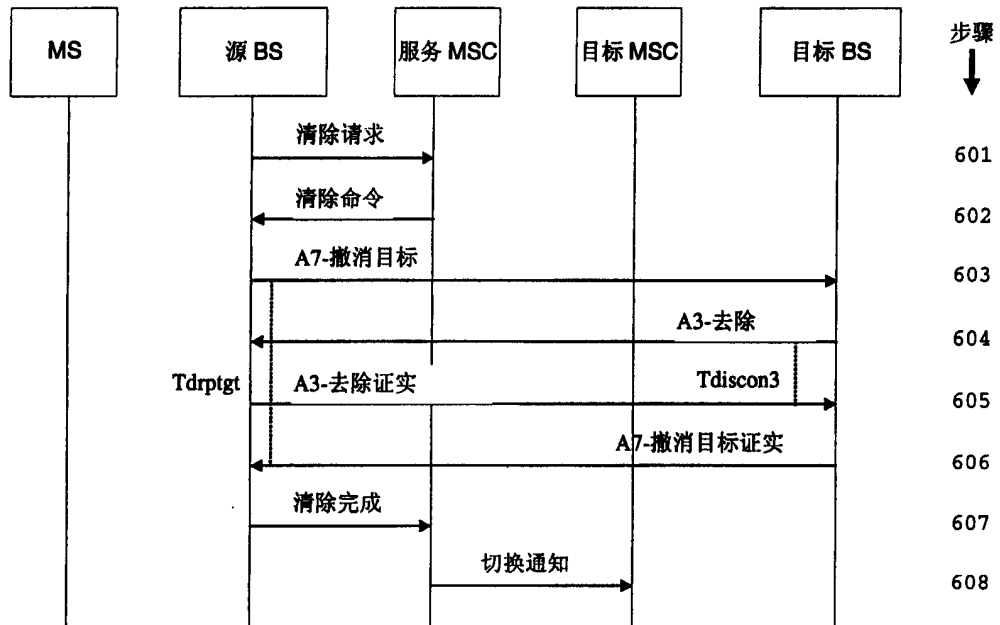 MS
源 BS
服务 MSC
目标 MSC
目标 BS
步骤
清除请求
601
清除命令
602
A7-撤消目标
603
A3-去除
604
Tdrptgt
A3-去除证实
Tdiscon3
605
A7-撤消目标证实
606
清除完成
607
切换通知
608